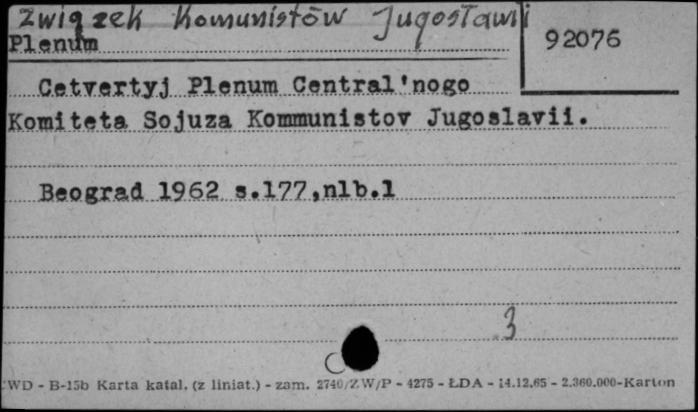 Związek Komunistów Jugosławii
Plenum
92076
Cetvertyj Plenum Central'nogo
Komiteta Sojuza Kommunistov Jugoslavii.
Beograd 1962 s.177,nlb.1
3
WD - B-15b Karta katal. (z liniat.) - zam. 2740/ZW/P - 4275 - ŁDA - 14.12.65 - 2.360.000-Karton